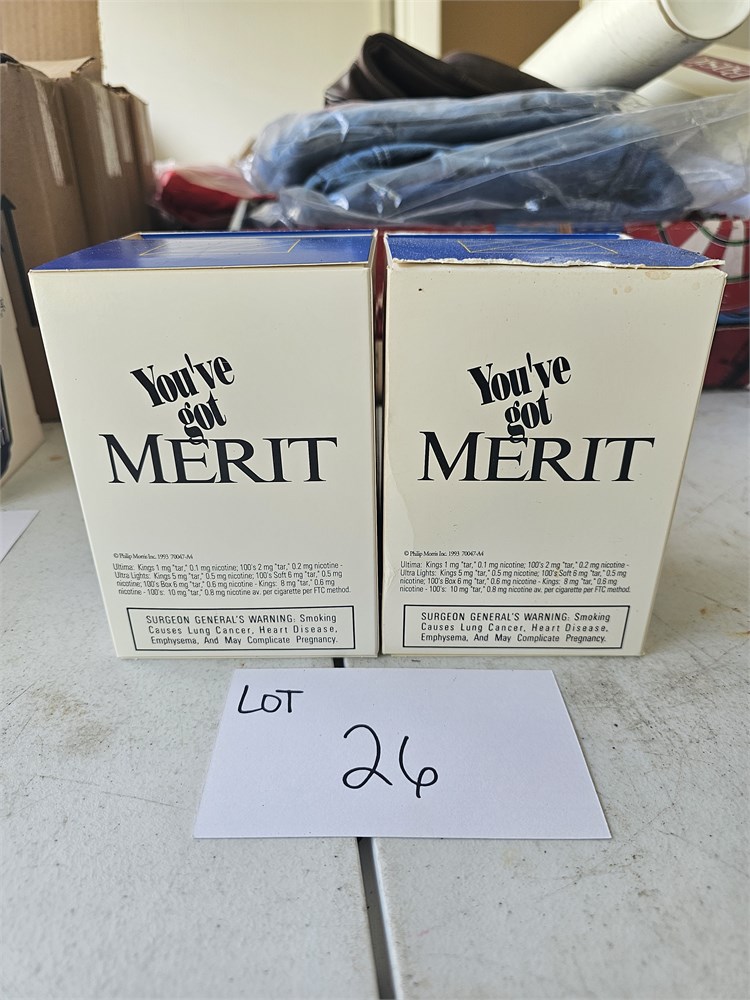 You've
got
MERIT
© Philip Morris Inc. 1993 70047-A4
Ultima: Kings 1 mg "tar," 0.1 mg nicotine; 100's 2 mg "tar," 0.2 mg nicotine -
Ultra Lights: Kings 5 mg "tar," 0.5 mg nicotine; 100's Soft 6 mg "tar," 0.5 mg
nicotine; 100's Box 6 mg "tar," 0.6 mg nicotine - Kings: 8 mg "tar," 0.6 mg
nicotine - 100's: 10 mg "tar," 0.8 mg nicotine av. per cigarette per FTC method.
SURGEON GENERAL'S WARNING: Smoking
Causes Lung Cancer, Heart Disease,
Emphysema, And May Complicate Pregnancy.
You've
got
MERIT
© Philip Morris Inc. 1993 70047-A4
Ultima: Kings 1 mg "tar," 0.1 mg nicotine; 100's 2 mg "tar," 0.2 mg nicotine -
Ultra Lights: Kings 5 mg "tar," 0.5 mg nicotine; 100's Soft 6 mg "tar," 0.5 mg
nicotine; 100's Box 6 mg "tar," 0.6 mg nicotine - Kings: 8 mg "tar," 0.6 mg
nicotine - 100's: 10 mg "tar," 0.8 mg nicotine av. per cigarette per FTC method.
SURGEON GENERAL'S WARNING: Smoking
Causes Lung Cancer, Heart Disease,
Emphysema, And May Complicate Pregnancy.
LOT
26